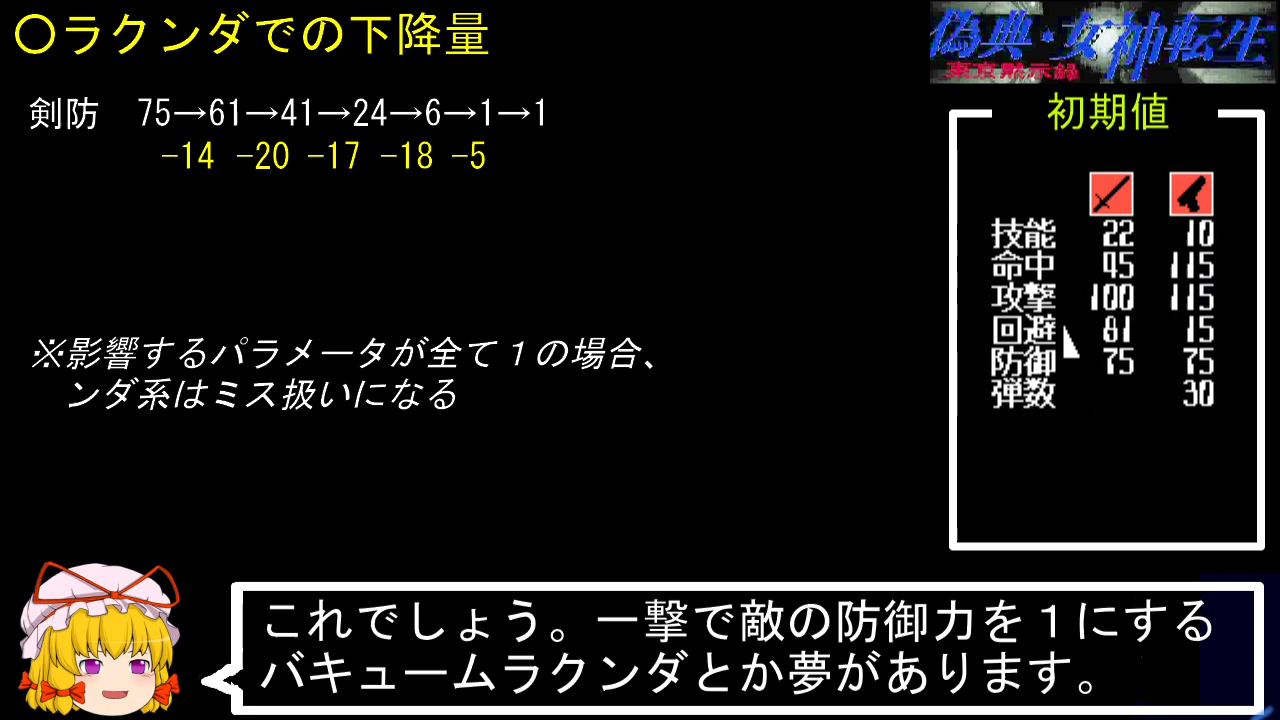 〇ラクンダでの下降量
偽典・女神転生
東京黙示録
剣防 75→61→41→24→6→1→1
-14 -20 -17 -18 -5
※影響するパラメータが全て１の場合、
ンダ系はミス扱いになる
初期値
技能 22 10
命中 95 115
攻撃 100 115
回避 81 15
防御 75 75
弾数 30
これでしょう。一撃で敵の防御力を１にする
バキュームラクンダとか夢があります。